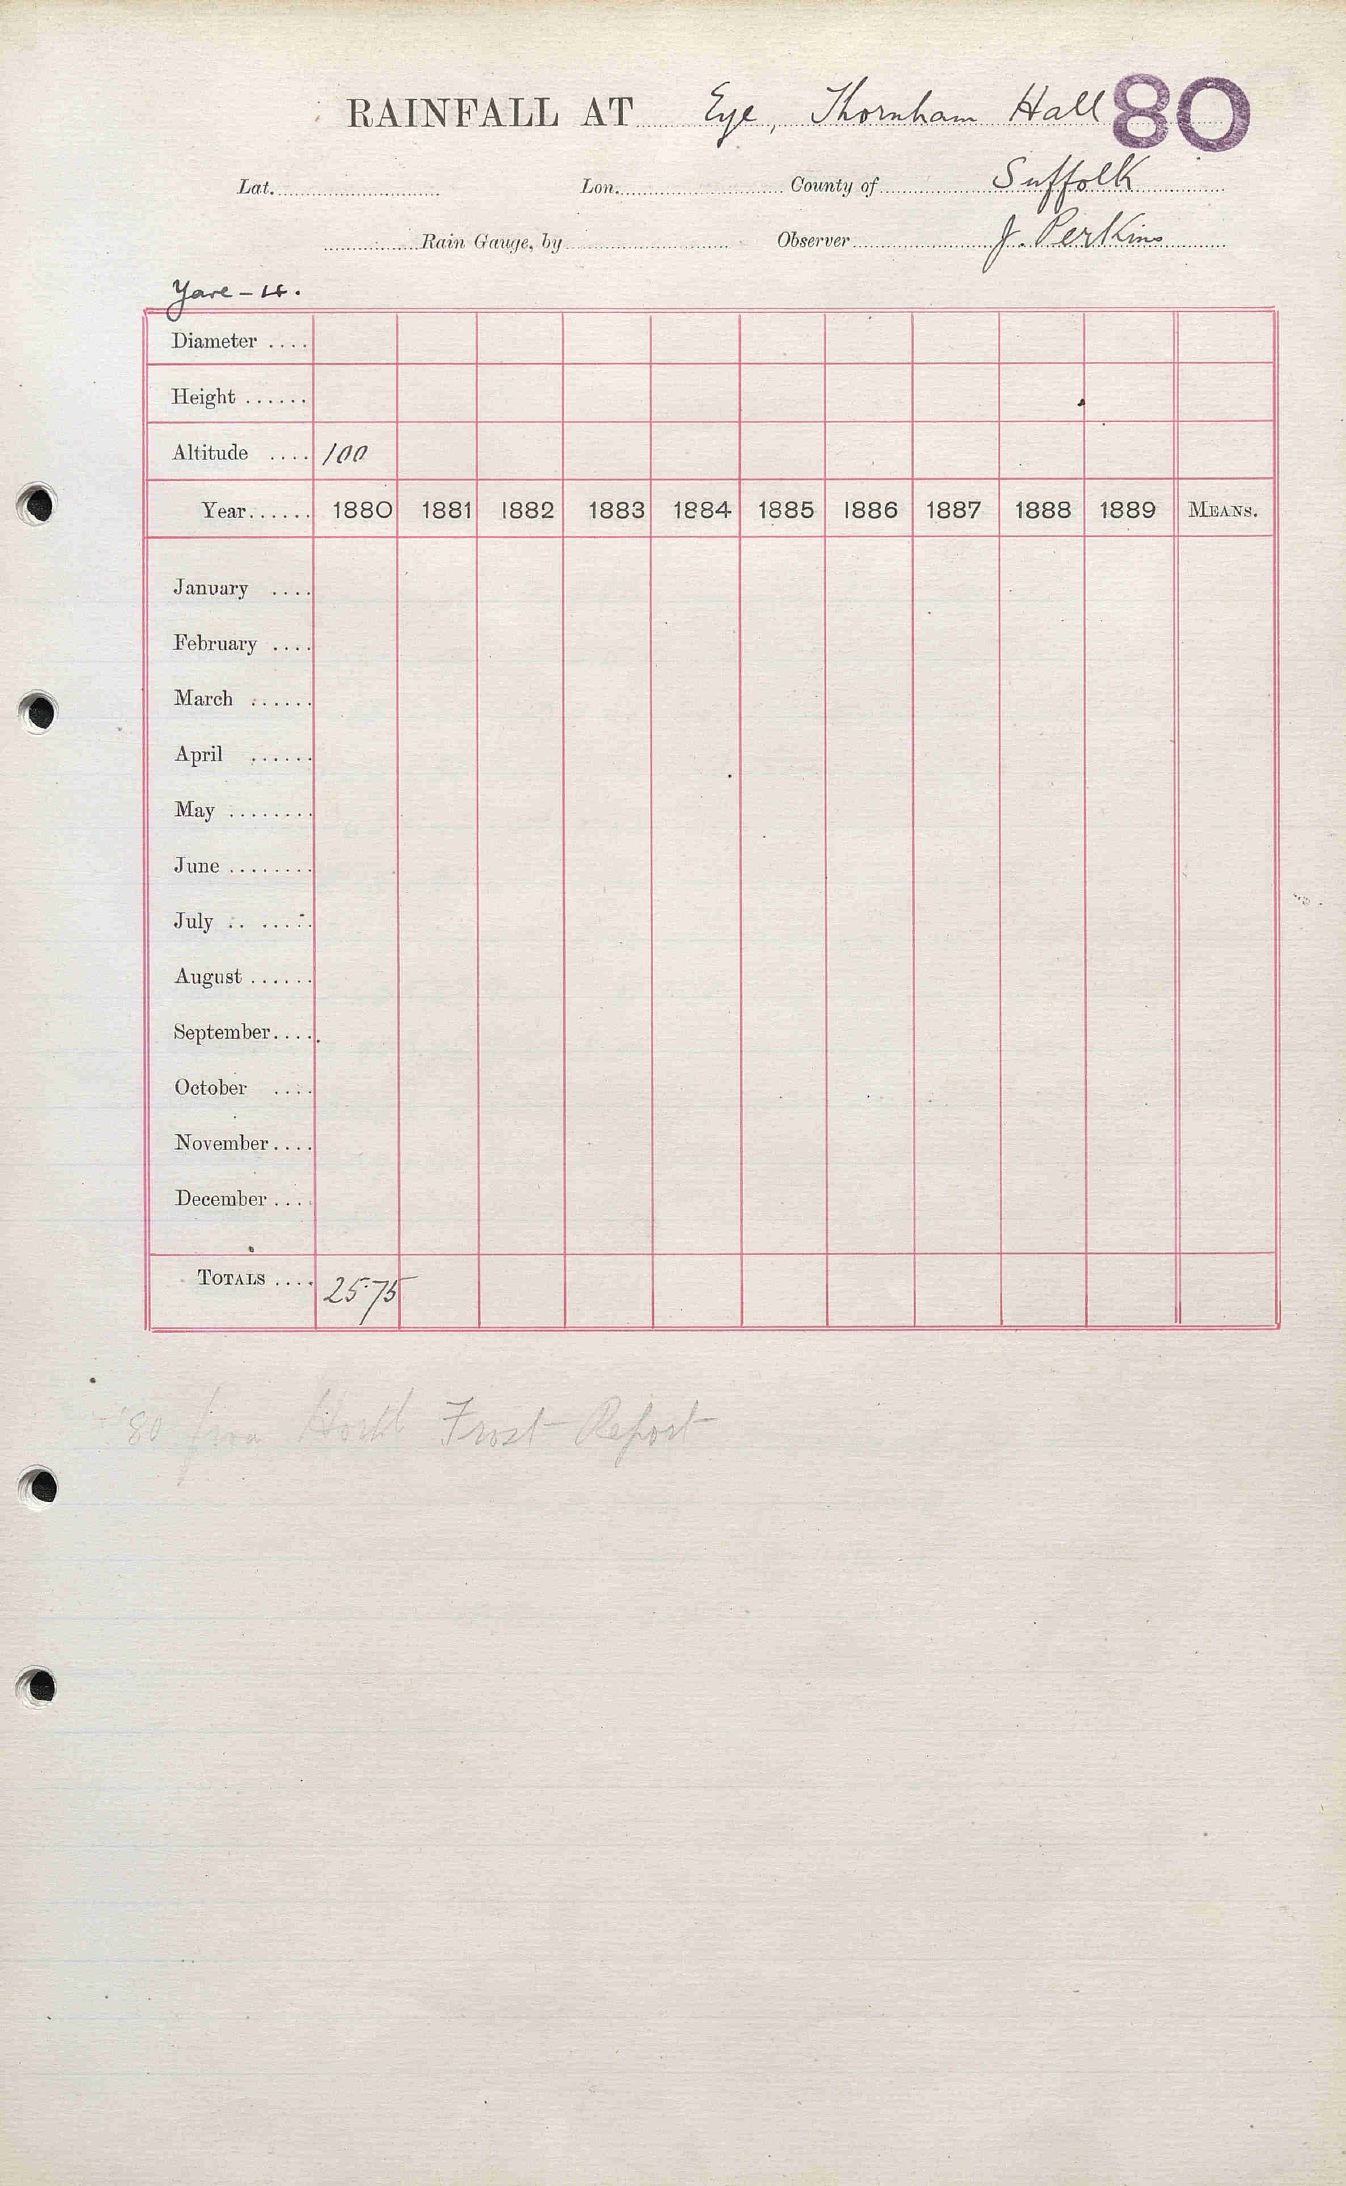 RAINFALL AT Eye, Thornham Hall 80
Lat. Lon. County of Suffolk
Rain Gauge, by Observer J. Perkins
Yare - 
Diameter ....
Height ......
Altitude .... 100
Year...... 1880 1881 1882 1883 1884 1885 1886 1887 1888 1889 MEANS.
January ....
February ....
March ......
April ......
May ........
June ........
July .. ......
August ......
September....
October ....
November....
December ....
TOTALS .... 25.75
'80 from Frost Report